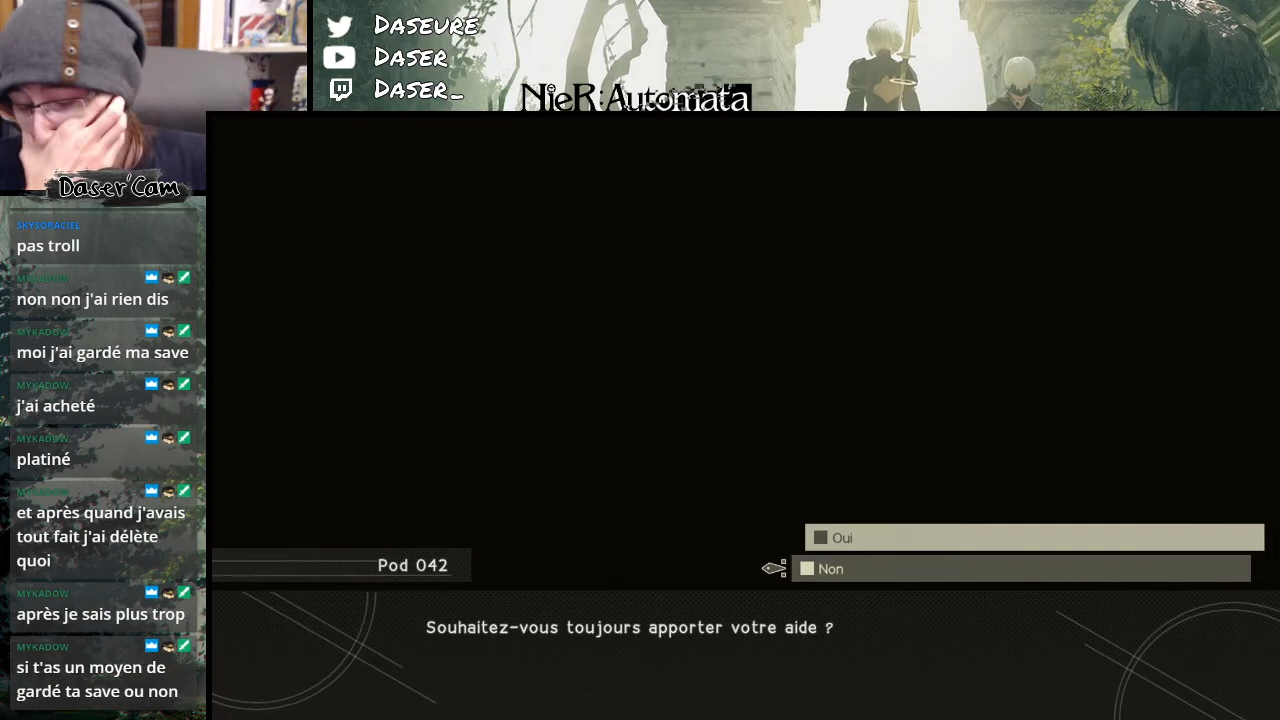 Daseure
Daser
Daser_
NieR:Automata
Daser'Cam
SKYSORACIEL
pas troll
MYKADOW
non non j'ai rien dis
MYKADOW
moi j'ai gardé ma save
MYKADOW
j'ai acheté
MYKADOW
platiné
MYKADOW
et après quand j'avais
tout fait j'ai délète
quoi
MYKADOW
après je sais plus trop
MYKADOW
si t'as un moyen de
gardé ta save ou non
Oui
Non
Pod 042
Souhaitez-vous toujours apporter votre aide ?